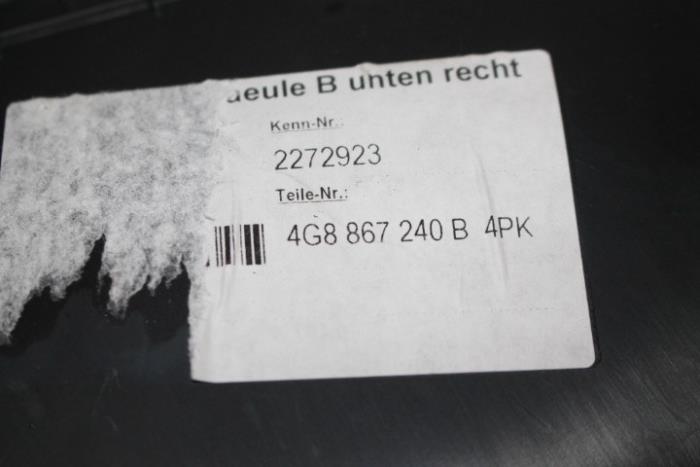 aeule B unten recht
Kenn-Nr.:
2272923
Teile-Nr.:
4G8 867 240 B 4PK